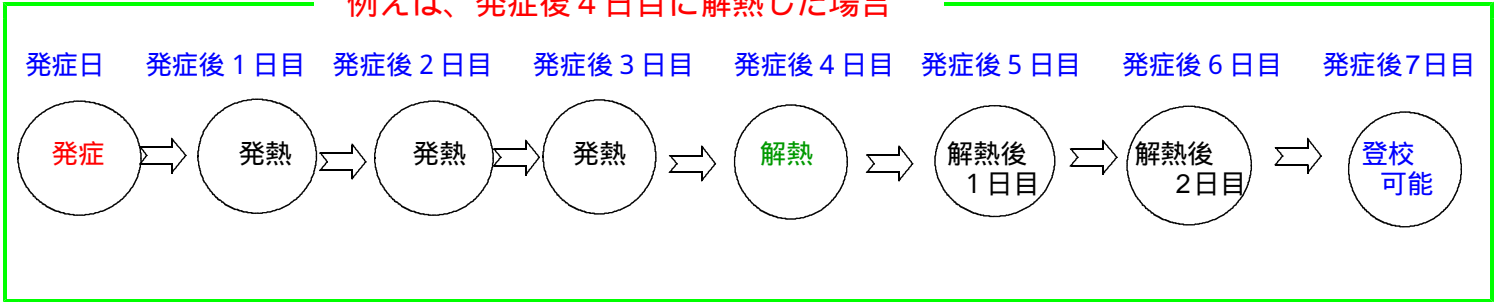 例えば、発症後４日目に解熱した場合
発症日 発症後１日目 発症後２日目 発症後３日目 発症後４日目 発症後５日目 発症後６日目 発症後7日目
発症 発熱 発熱 発熱 解熱 解熱後 解熱後 登校
１日目 2日目 可能